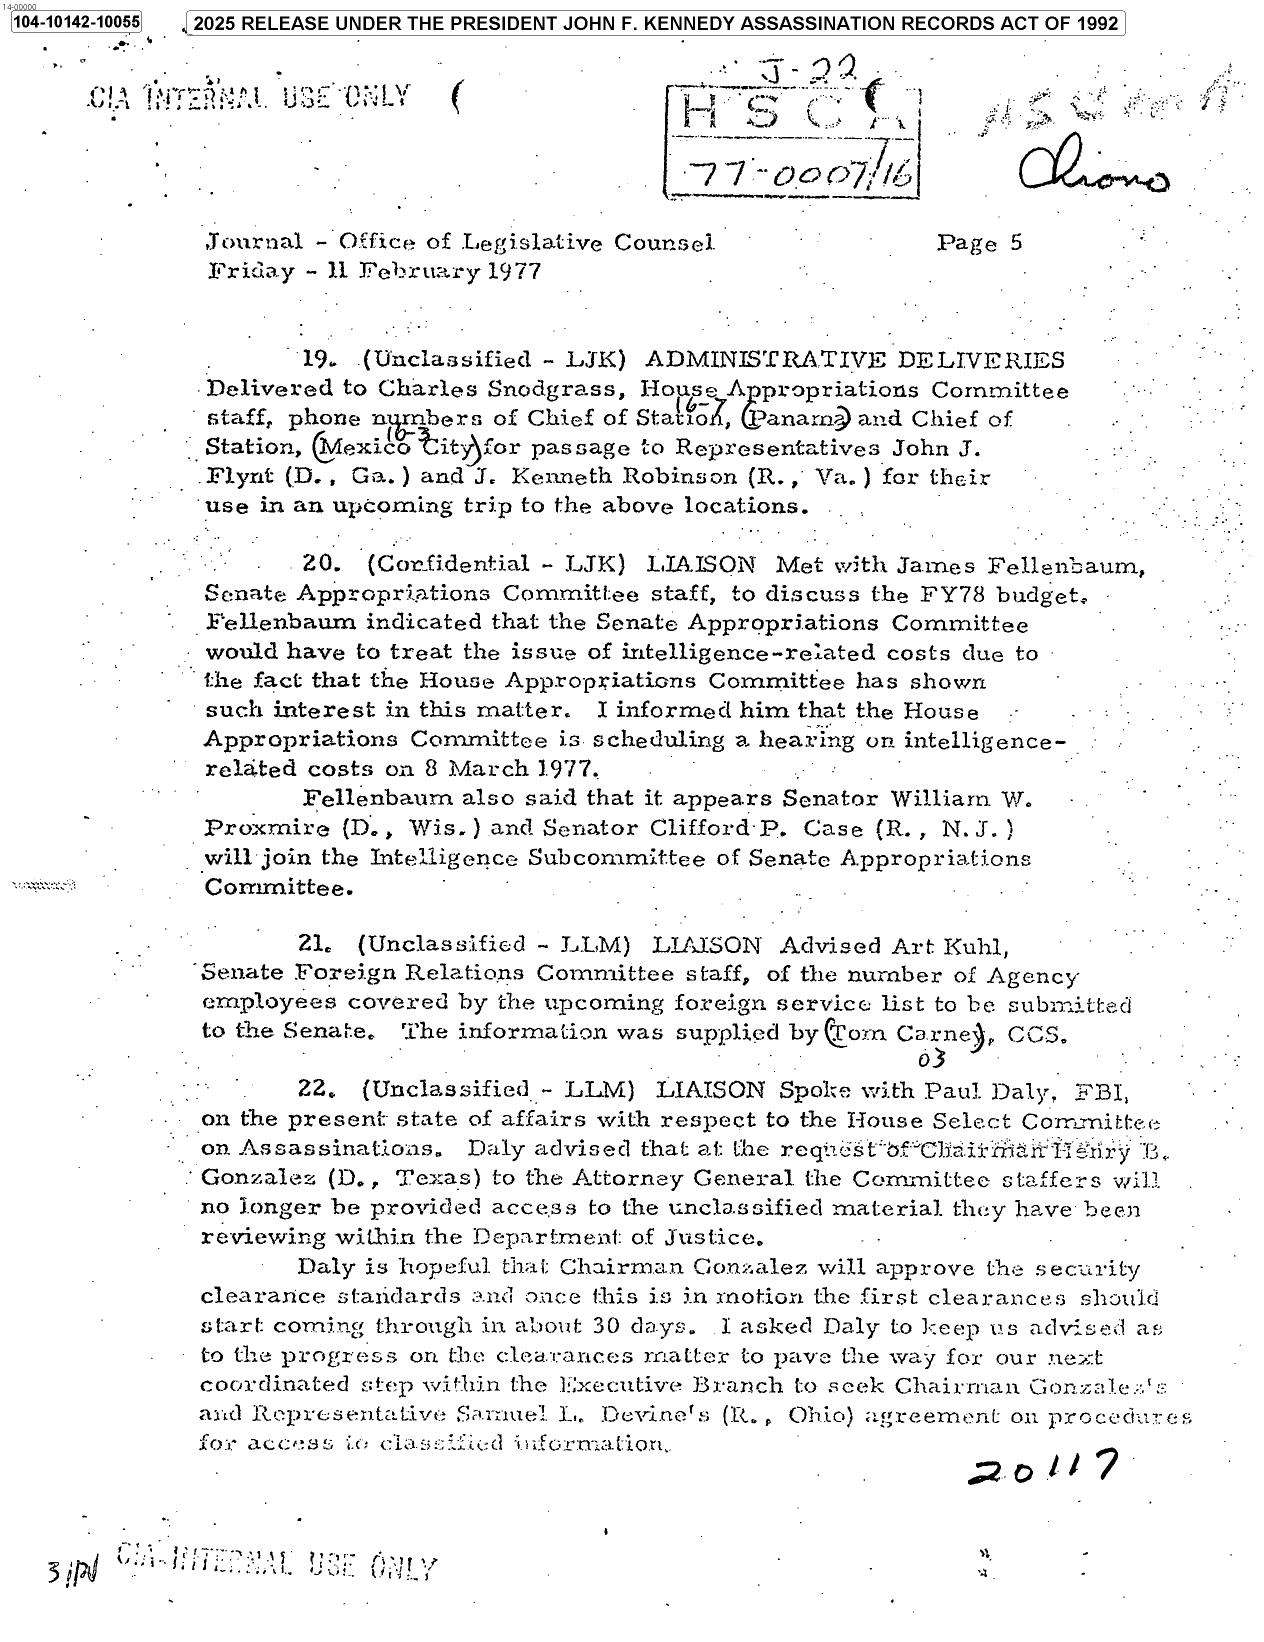 14-00000
104-10142-10055
2025 RELEASE UNDER THE PRESIDENT JOHN F. KENNEDY ASSASSINATION RECORDS ACT OF 1992
CIA INTERNAL USE ONLY
J-22
HSCA
77-0007/16
Chrono
Journal - Office of Legislative Counsel Page 5
Friday - 11 February 1977
19. (Unclassified - LJK) ADMINISTRATIVE DELIVERIES
Delivered to Charles Snodgrass, House Appropriations Committee
16-7
staff, phone numbers of Chief of Station, (Panama) and Chief of
16-3
Station, (Mexico City) for passage to Representatives John J.
Flynt (D., Ga.) and J. Kenneth Robinson (R., Va.) for their
use in an upcoming trip to the above locations.
20. (Confidential - LJK) LIAISON Met with James Fellenbaum,
Senate Appropriations Committee staff, to discuss the FY78 budget.
Fellenbaum indicated that the Senate Appropriations Committee
would have to treat the issue of intelligence-related costs due to
the fact that the House Appropriations Committee has shown
such interest in this matter. I informed him that the House
Appropriations Committee is scheduling a hearing on intelligence-
related costs on 8 March 1977.
Fellenbaum also said that it appears Senator William W.
Proxmire (D., Wis.) and Senator Clifford P. Case (R., N.J.)
will join the Intelligence Subcommittee of Senate Appropriations
Committee.
21. (Unclassified - LLM) LIAISON Advised Art Kuhl,
Senate Foreign Relations Committee staff, of the number of Agency
employees covered by the upcoming foreign service list to be submitted
to the Senate. The information was supplied by (Tom Carney), CCS.
03
22. (Unclassified - LLM) LIAISON Spoke with Paul Daly, FBI,
on the present state of affairs with respect to the House Select Committee
on Assassinations. Daly advised that at the request of Chairman Henry B.
Gonzalez (D., Texas) to the Attorney General the Committee staffers will
no longer be provided access to the unclassified material they have been
reviewing within the Department of Justice.
Daly is hopeful that Chairman Gonzalez will approve the security
clearance standards and once this is in motion the first clearances should
start coming through in about 30 days. I asked Daly to keep us advised as
to the progress on the clearances matter to pave the way for our next
coordinated step within the Executive Branch to seek Chairman Gonzalez's
and Representative Samuel L. Devine's (R., Ohio) agreement on procedures
for access to classified information.
20117
CIA INTERNAL USE ONLY